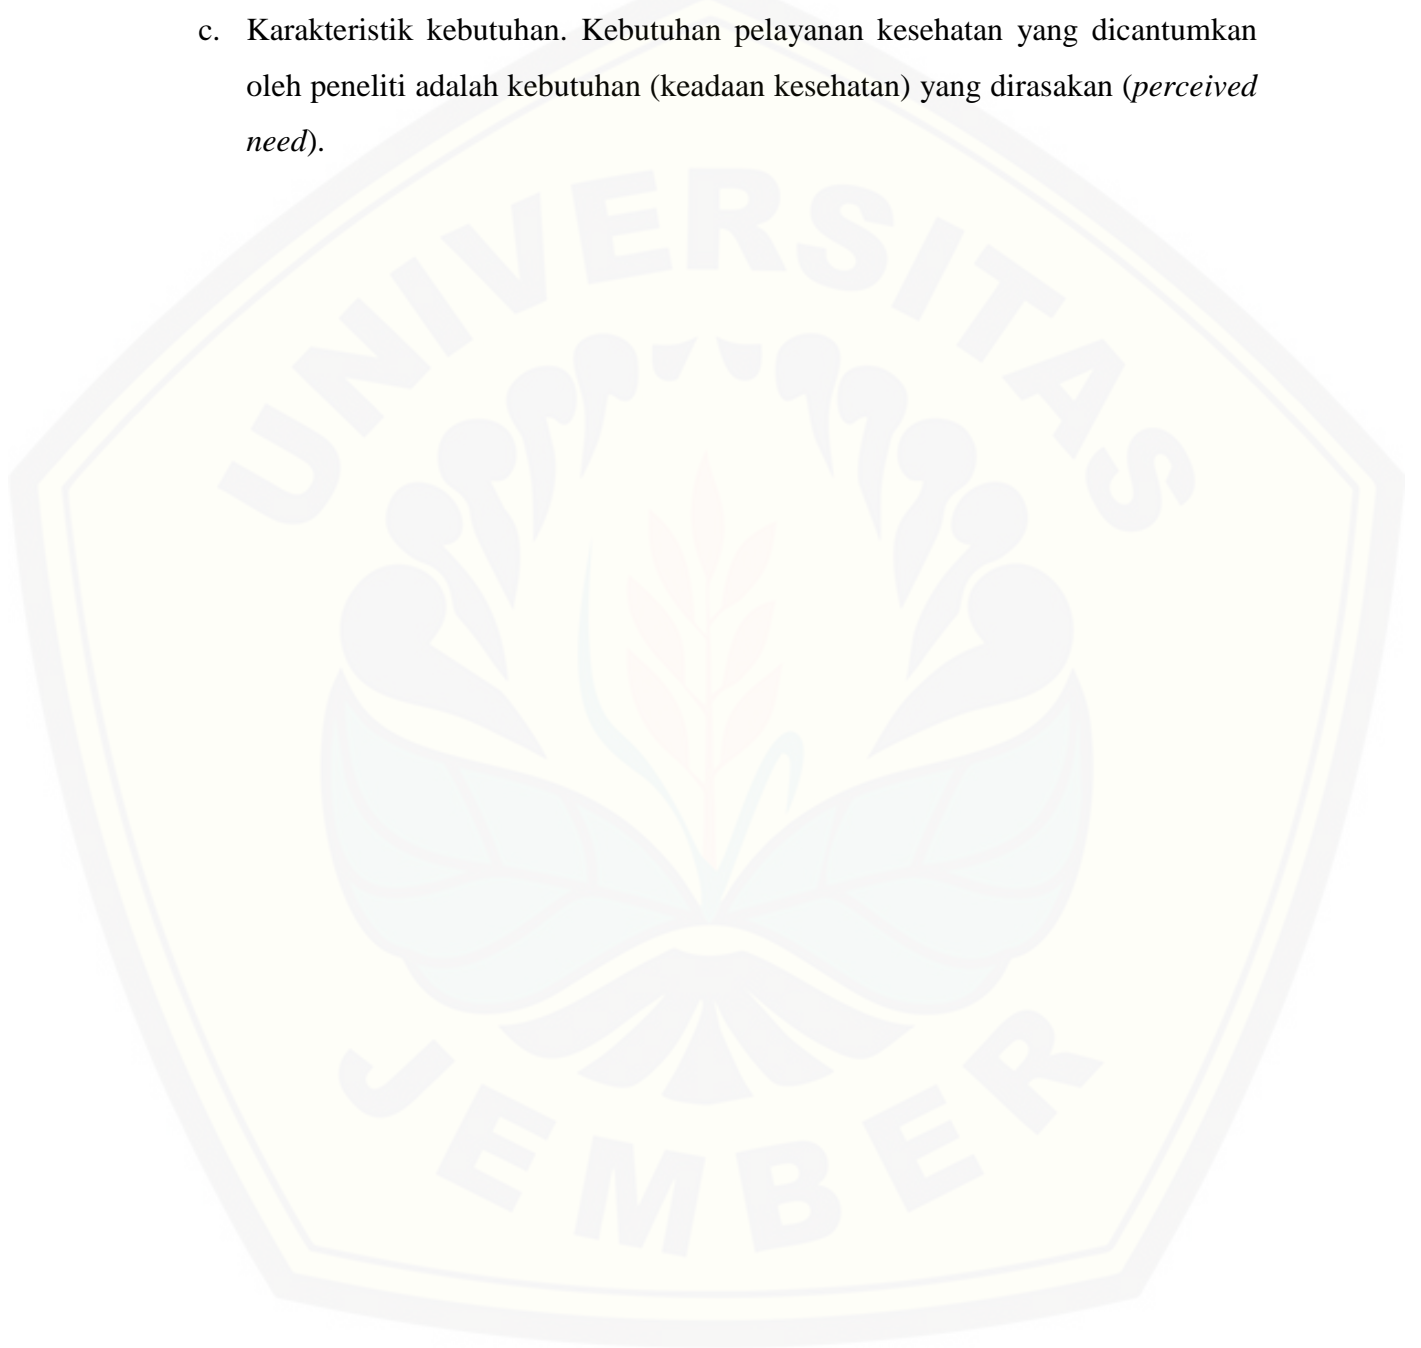 c. Karakteristik kebutuhan. Kebutuhan pelayanan kesehatan yang dicantumkan
oleh peneliti adalah kebutuhan (keadaan kesehatan) yang dirasakan (perceived
need).
UNIVERSITAS
JEMBER